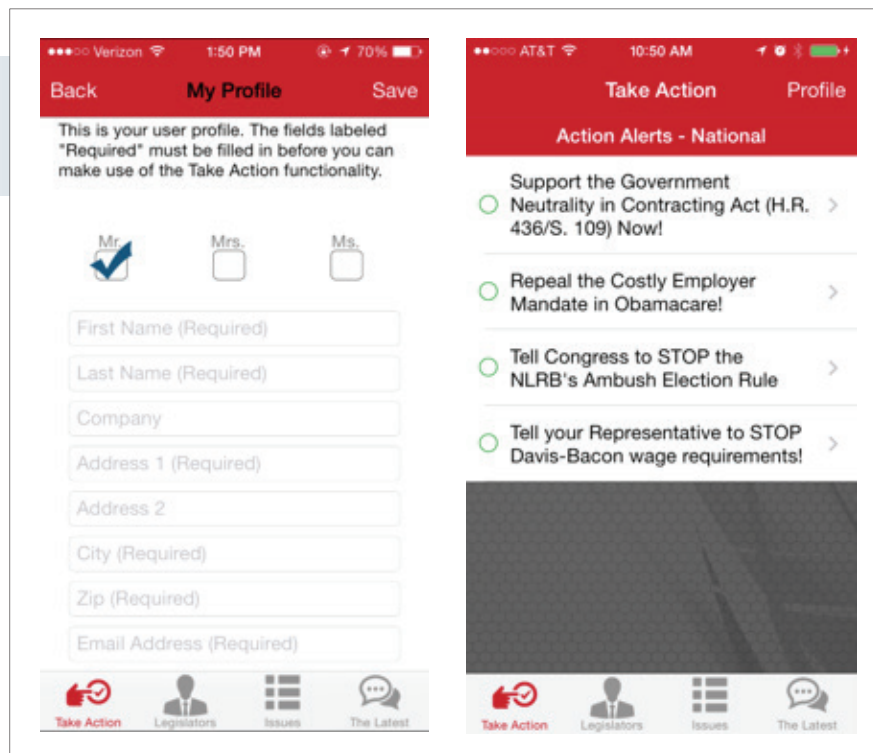 Verizon 1:50 PM 70%
Back My Profile Save
This is your user profile. The fields labeled
"Required" must be filled in before you can
make use of the Take Action functionality.
Mr. Mrs. Ms.
First Name (Required)
Last Name (Required)
Company
Address 1 (Required)
Address 2
City (Required)
Zip (Required)
Email Address (Required)
Take Action Legislators Issues The Latest
AT&T 10:50 AM
Take Action Profile
Action Alerts - National
Support the Government
Neutrality in Contracting Act (H.R.
436/S. 109) Now!
Repeal the Costly Employer
Mandate in Obamacare!
Tell Congress to STOP the
NLRB's Ambush Election Rule
Tell your Representative to STOP
Davis-Bacon wage requirements!
Take Action Legislators Issues The Latest